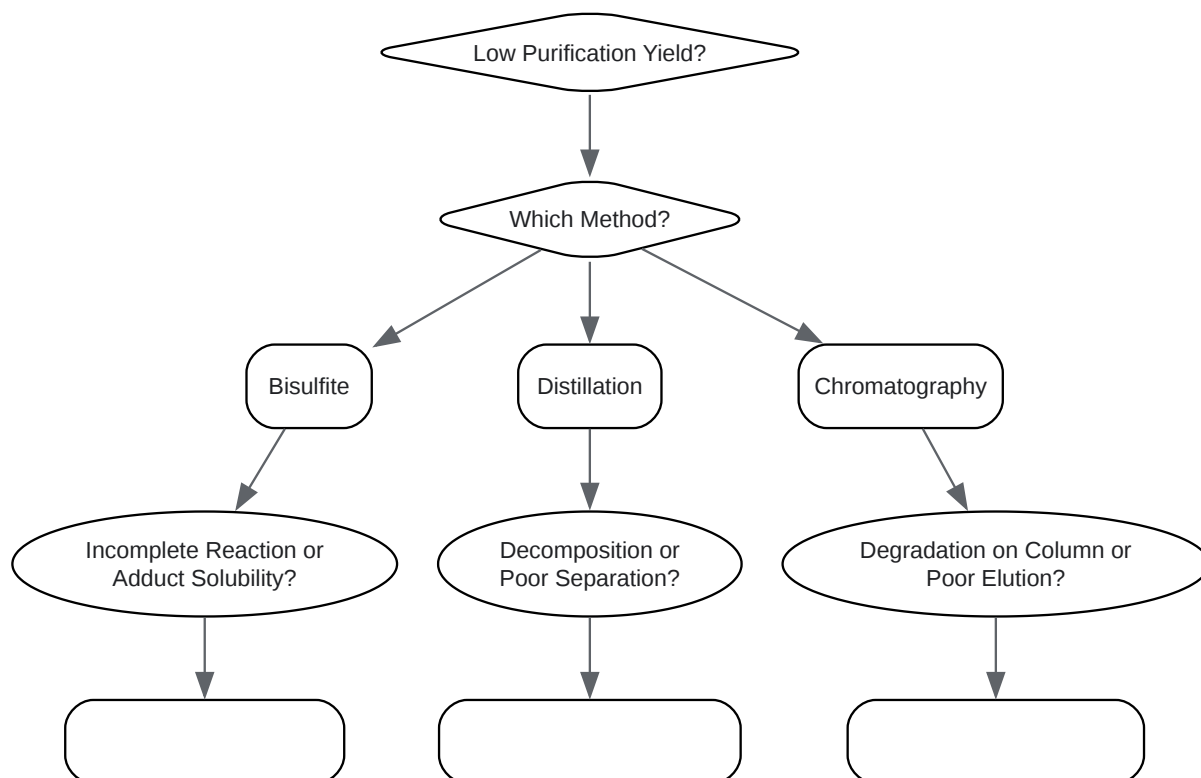 Low Purification Yield?
Which Method?
Bisulfite
Distillation
Chromatography
Incomplete Reaction or
Adduct Solubility?
Decomposition or
Poor Separation?
Degradation on Column or
Poor Elution?